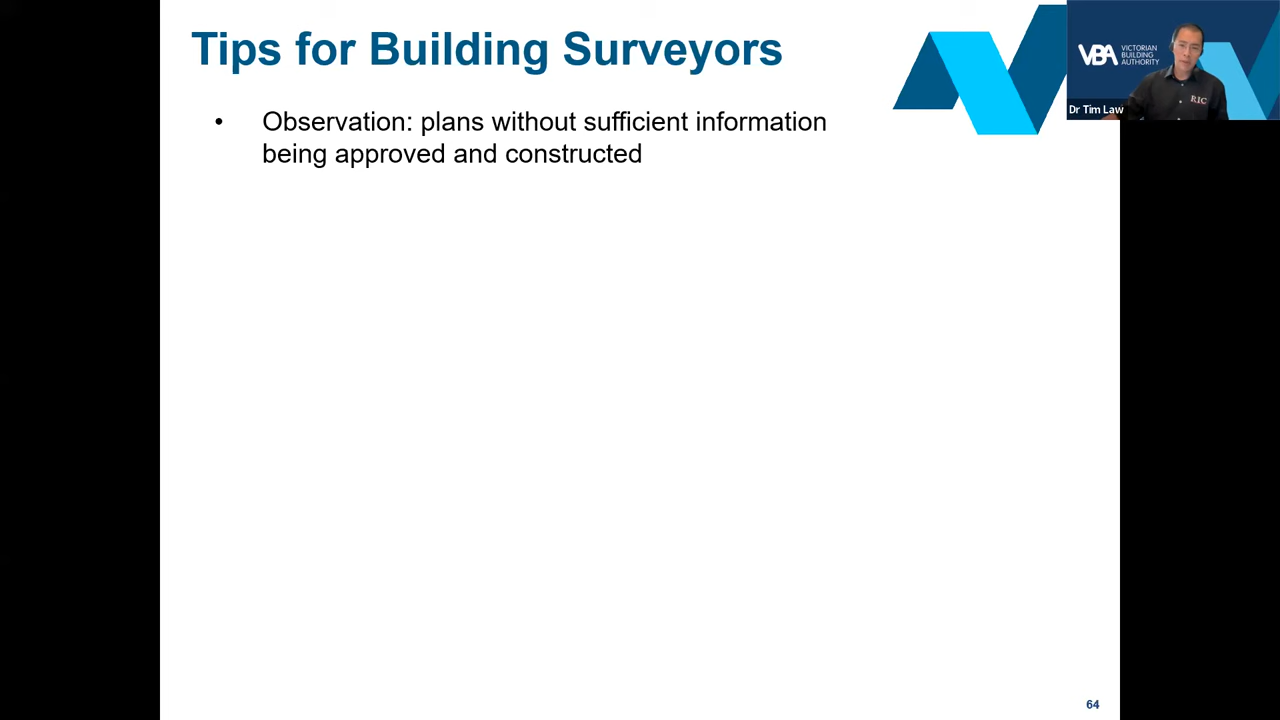 Tips for Building Surveyors
• Observation: plans without sufficient information
being approved and constructed
VBA VICTORIAN
BUILDING
AUTHORITY
RIC
Dr Tim Law
64